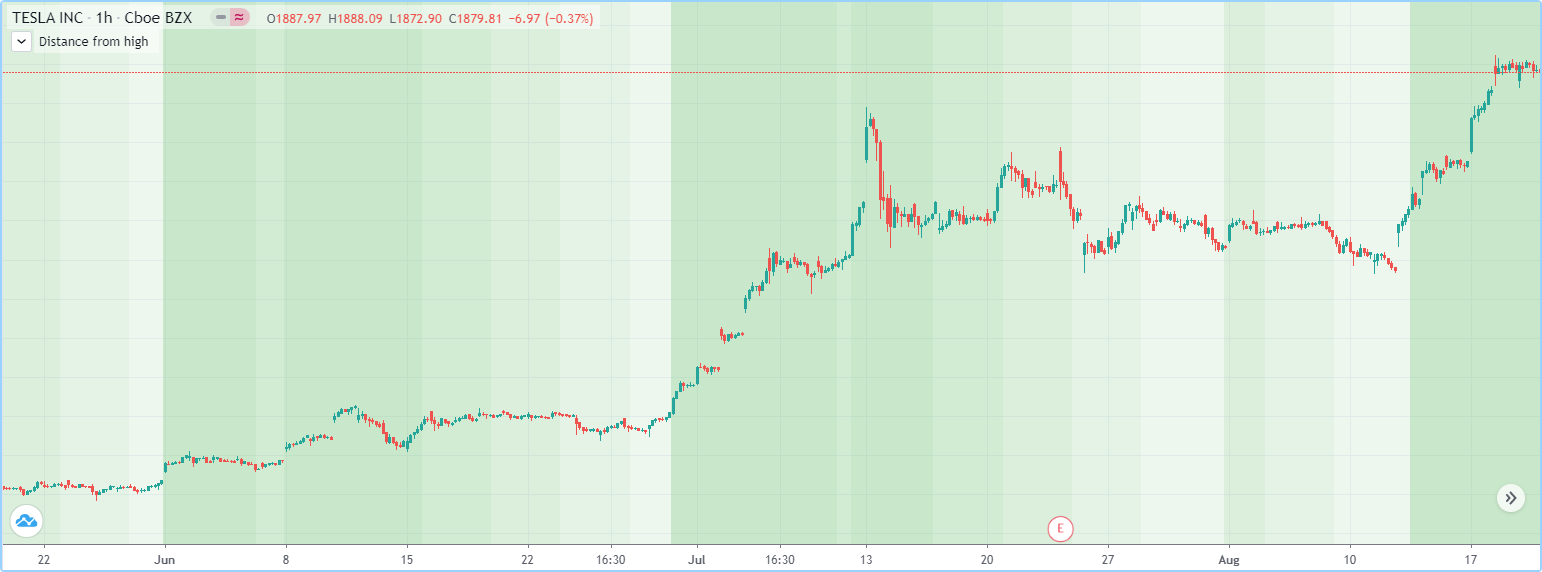 TESLA INC · 1h · Cboe BZX O1887.97 H1888.09 L1872.90 C1879.81 −6.97 (−0.37%)
Distance from high
E
22 Jun 8 15 22 16:30 Jul 16:30 13 20 27 Aug 10 17